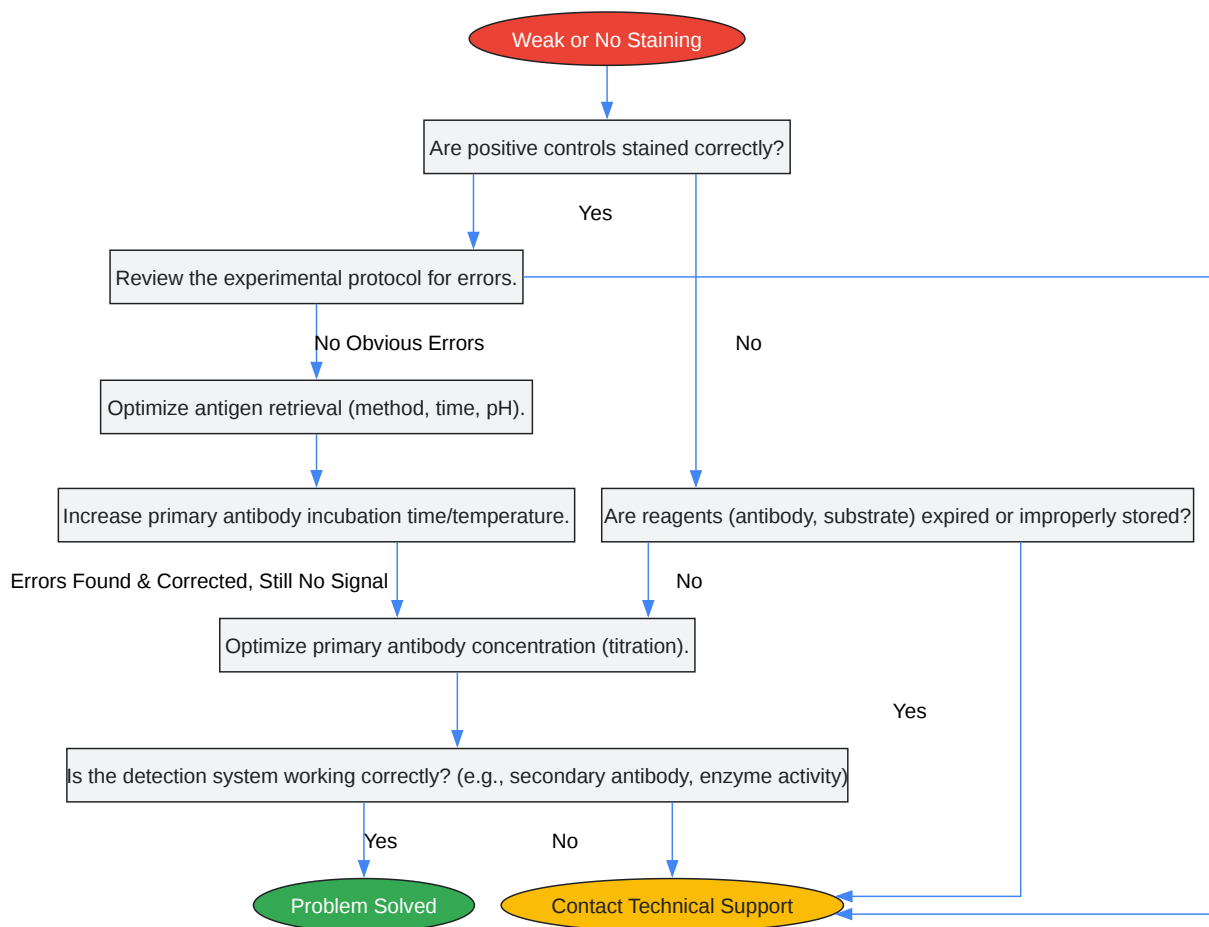 Weak or No Staining
Are positive controls stained correctly?
Yes
Review the experimental protocol for errors.
No Obvious Errors
No
Optimize antigen retrieval (method, time, pH).
Increase primary antibody incubation time/temperature.
Are reagents (antibody, substrate) expired or improperly stored?
Errors Found & Corrected, Still No Signal
No
Optimize primary antibody concentration (titration).
Yes
Is the detection system working correctly? (e.g., secondary antibody, enzyme activity)
Yes
No
Problem Solved
Contact Technical Support